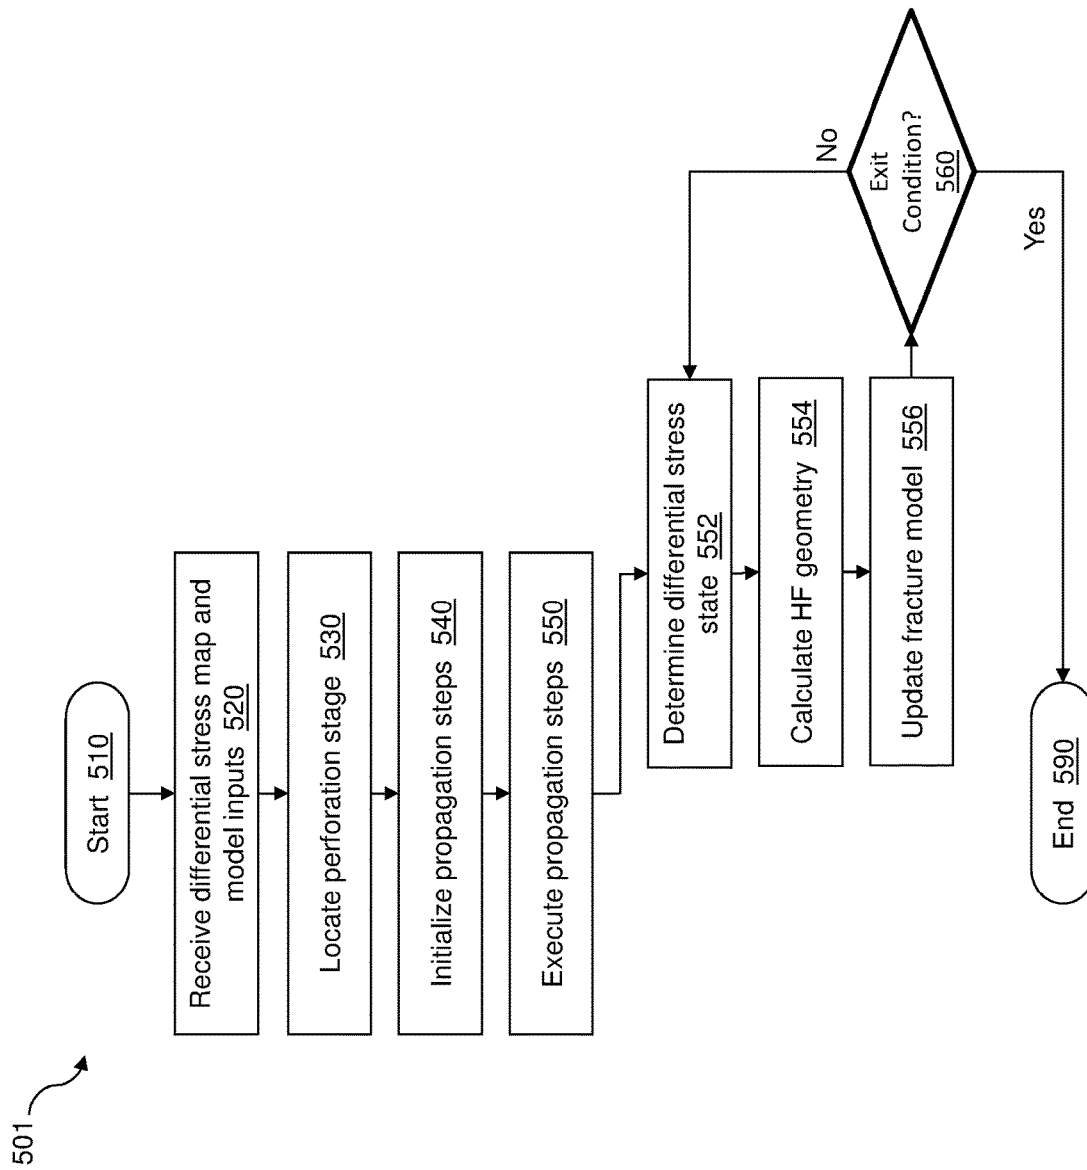 501
Start 510
Receive differential stress map and
model inputs 520
Locate perforation stage 530
Initialize propagation steps 540
Execute propagation steps 550
Determine differential stress
state 552
Calculate HF geometry 554
Update fracture model 556
Exit
Condition?
560
No
Yes
End 590